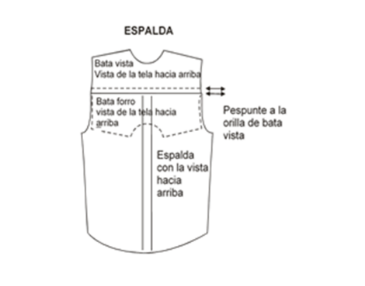 ESPALDA
Bata vista
Vista de la tela hacia arriba
Bata forro
vista de la tela hacia
arriba
Pespunte a la
orilla de bata
vista
Espalda
con la vista
hacia
arriba